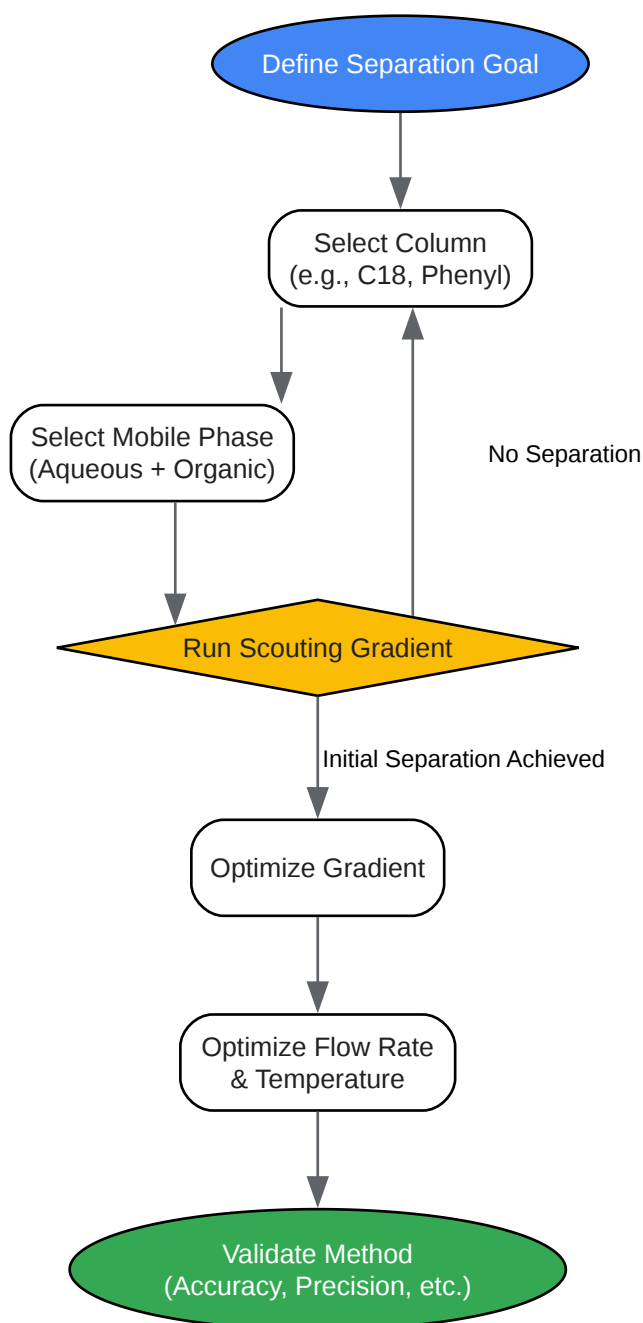 Define Separation Goal
Select Column
(e.g., C18, Phenyl)
Select Mobile Phase
(Aqueous + Organic)
No Separation
Run Scouting Gradient
Initial Separation Achieved
Optimize Gradient
Optimize Flow Rate
& Temperature
Validate Method
(Accuracy, Precision, etc.)